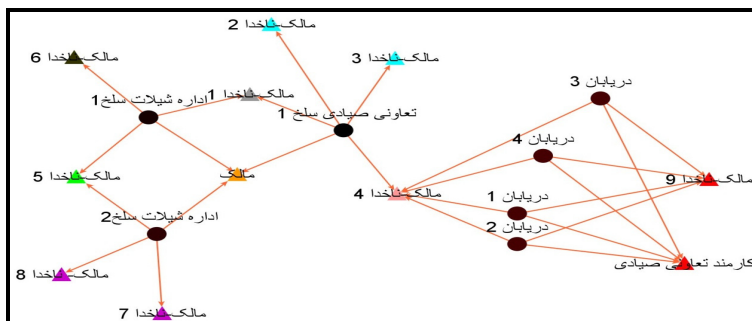 مالک-ناخدا 2
مالک-ناخدا 3
مالک-ناخدا 6
دریابان 3
مالک-ناخدا 1
اداره شیلات سلخ1
تعاونی صیادی سلخ 1
دریابان 4
مالک-ناخدا 5
مالک
مالک-ناخدا 4
مالک-ناخدا 9
دریابان 1
اداره شیلات سلخ2
دریابان 2
کارمند تعاونی صیادی
مالک-ناخدا 8
مالک-ناخدا 7